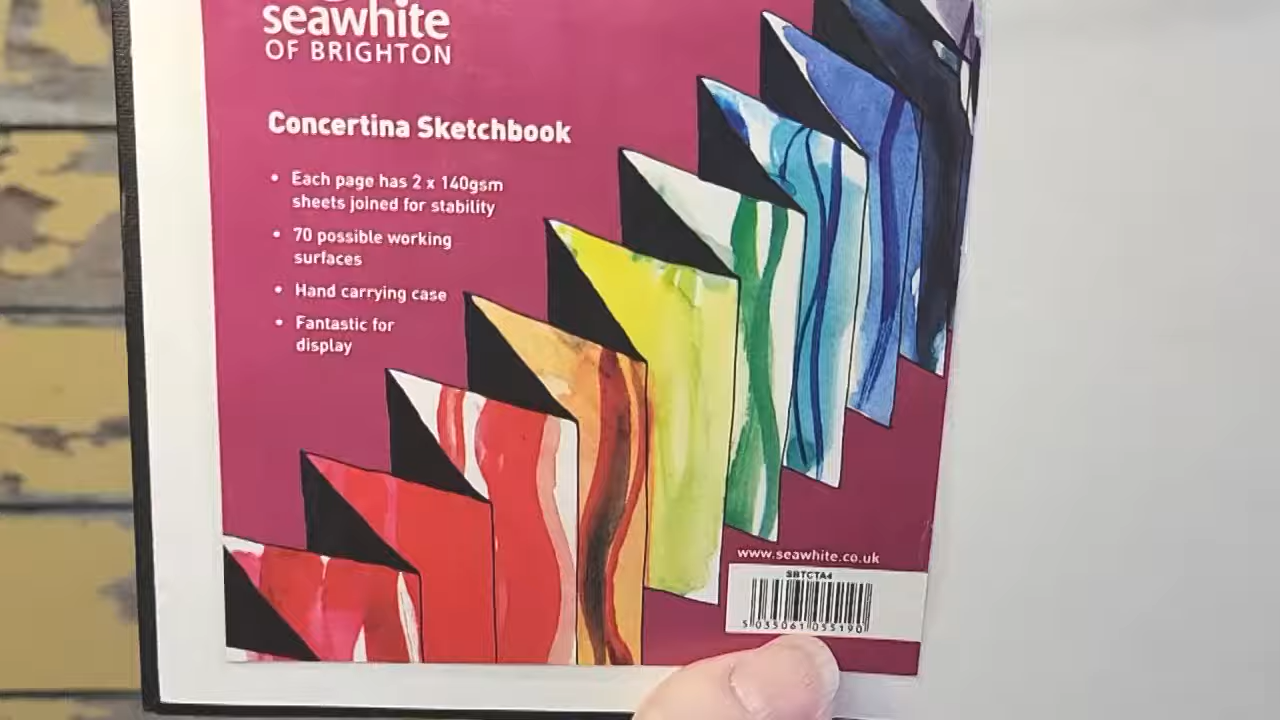 seawhite
OF BRIGHTON
Concertina Sketchbook
• Each page has 2 x 140gsm
sheets joined for stability
• 70 possible working
surfaces
• Hand carrying case
• Fantastic for
display
www.seawhite.co.uk
SBTCTA4
5 035061 055190